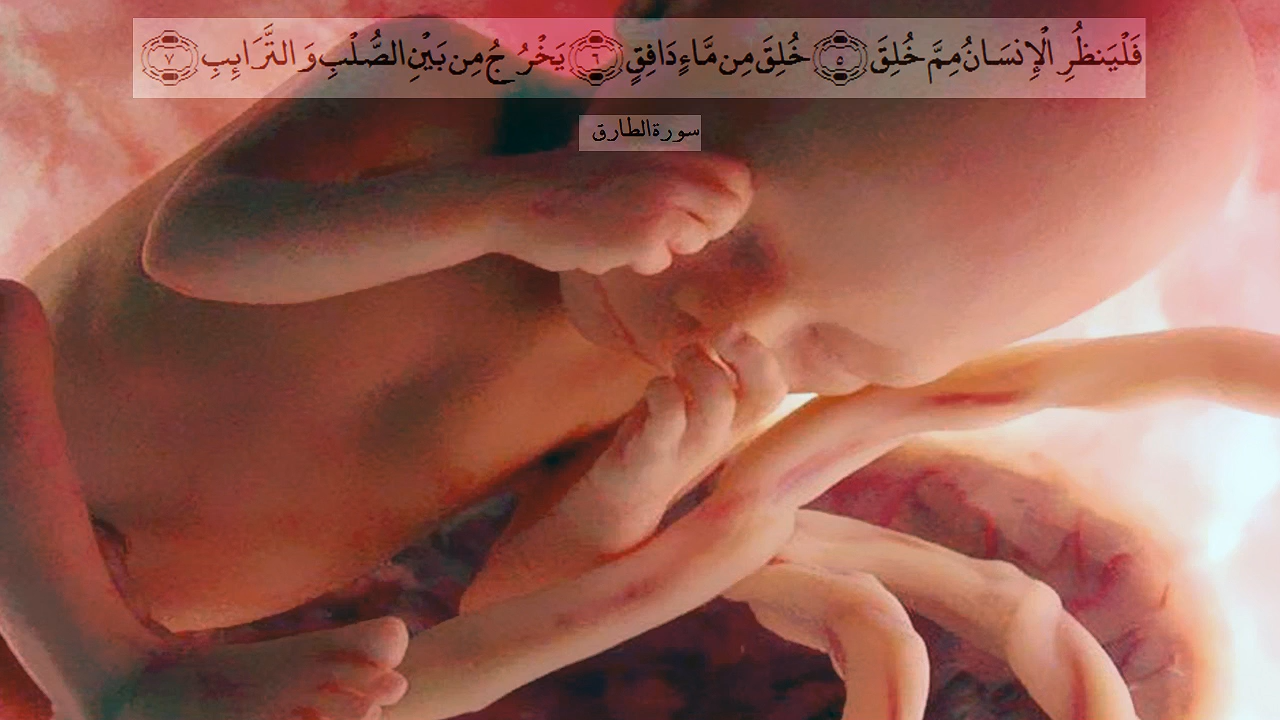 فَلْيَنظُرِ الْإِنسَانُ مِمَّ خُلِقَ ۝٥ خُلِقَ مِن مَّاءٍ دَافِقٍ ۝٦ يَخْرُجُ مِن بَيْنِ الصُّلْبِ وَالتَّرَائِبِ ۝٧
سورة الطارق